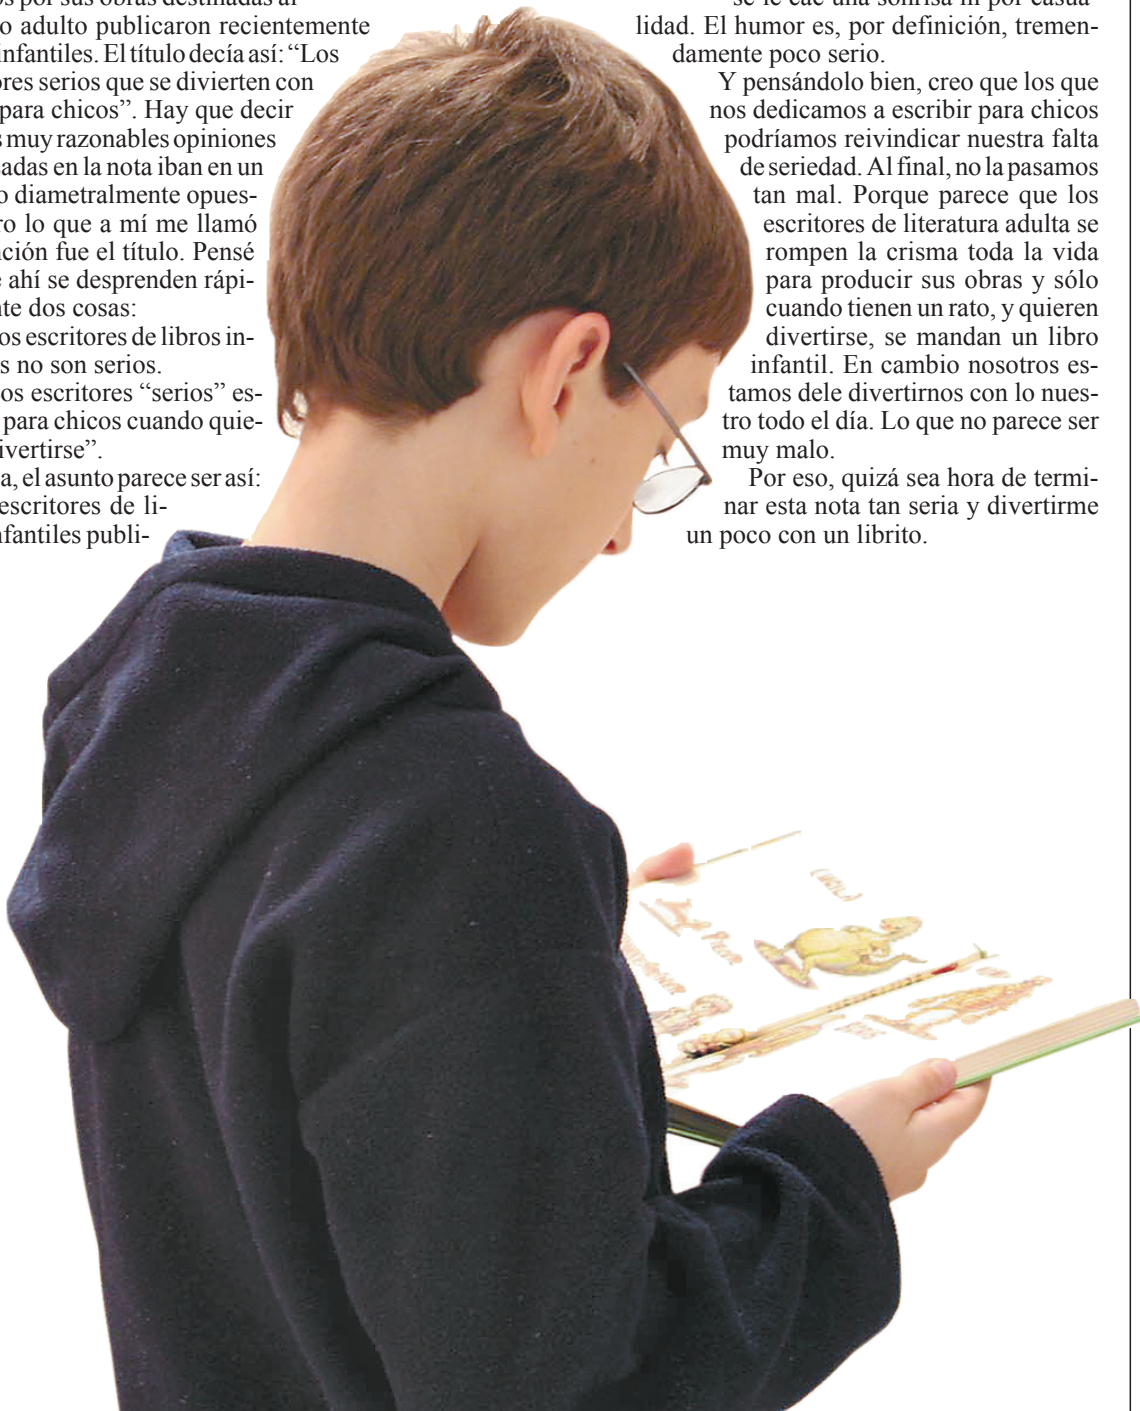 por sus obras destinadas al
adulto publicaron recientemente
infantiles. El título decía así: “Los
serios que se divierten con
para chicos”. Hay que decir
muy razonables opiniones
en la nota iban en un
diametralmente opues-
lo que a mí me llamó
fue el título. Pensé
ahí se desprenden rápi-
dos cosas:
os escritores de libros in-
no son serios.
os escritores “serios” es-
para chicos cuando quie-
ivertirse”.
a, el asunto parece ser así:
escritores de li-
nfantiles publi-
se le cae una sonrisa ni por casua-
lidad. El humor es, por definición, tremen-
damente poco serio.
Y pensándolo bien, creo que los que
nos dedicamos a escribir para chicos
podríamos reivindicar nuestra falta
de seriedad. Al final, no la pasamos
tan mal. Porque parece que los
escritores de literatura adulta se
rompen la crisma toda la vida
para producir sus obras y sólo
cuando tienen un rato, y quieren
divertirse, se mandan un libro
infantil. En cambio nosotros es-
tamos dele divertirnos con lo nues-
tro todo el día. Lo que no parece ser
muy malo.
Por eso, quizá sea hora de termi-
nar esta nota tan seria y divertirme
un poco con un librito.